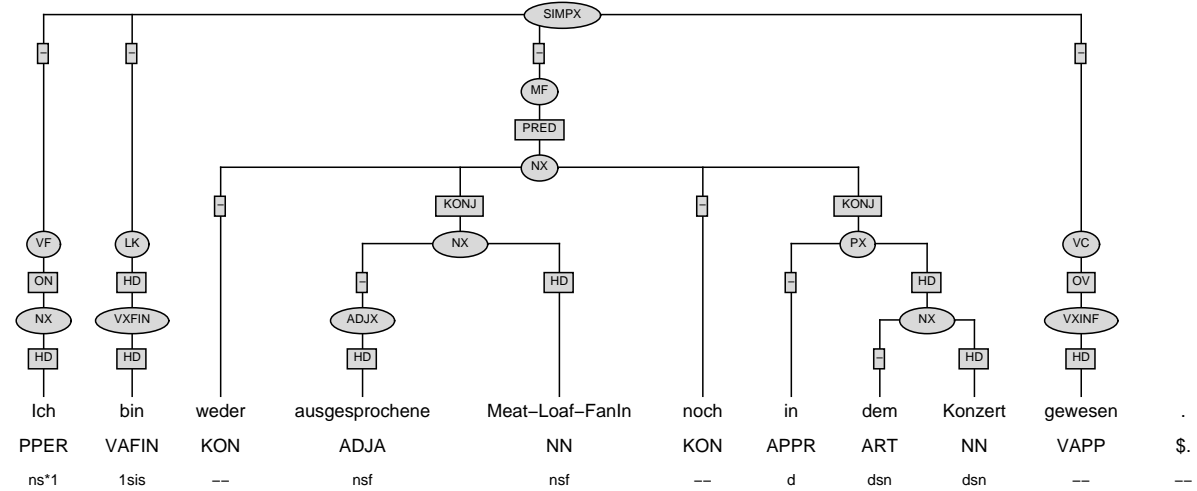 SIMPX
– – – –
MF
PRED
NX
– KONJ – KONJ
VF LK NX PX VC
ON HD – HD – HD OV
NX VXFIN ADJX NX VXINF
HD HD HD – HD HD
Ich bin weder ausgesprochene Meat–Loaf–FanIn noch in dem Konzert gewesen .
PPER VAFIN KON ADJA NN KON APPR ART NN VAPP $.
ns*1 1sis –– nsf nsf –– d dsn dsn –– ––